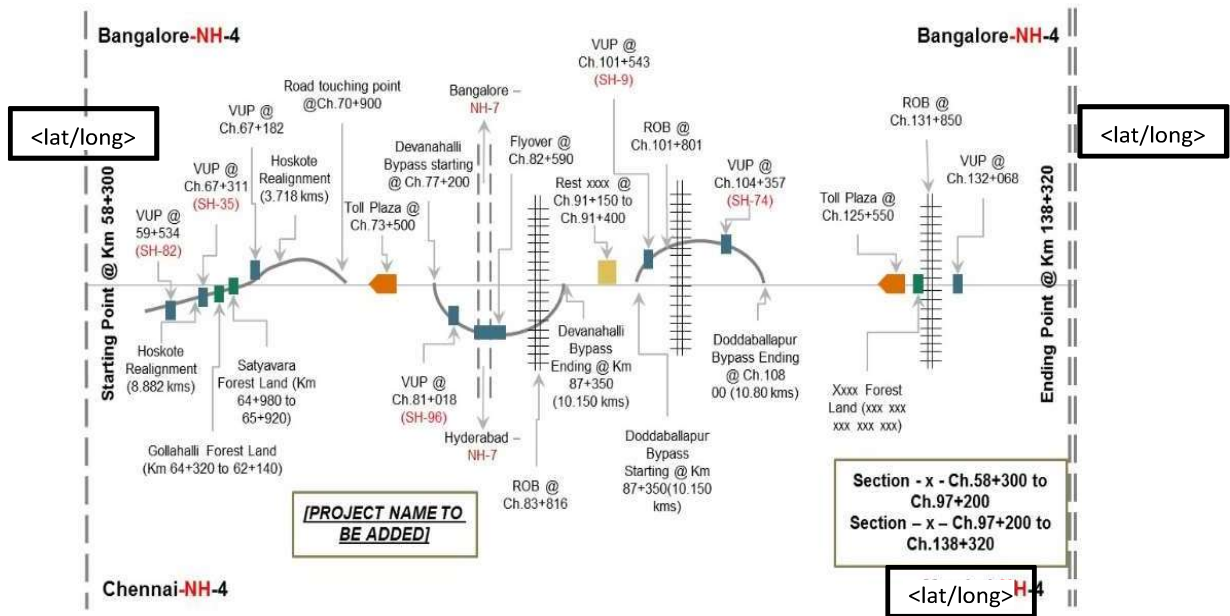 Bangalore-NH-4
Bangalore-NH-4
<lat/long>
<lat/long>
Starting Point @ Km 58+300
Ending Point @ Km 138+320
VUP @
59+534
(SH-82)
VUP @
Ch.67+311
(SH-35)
VUP @
Ch.67+182
Hoskote
Realignment
(3.718 kms)
Road touching point
@Ch.70+900
Toll Plaza @
Ch.73+500
Devanahalli
Bypass starting
@ Ch.77+200
Bangalore –
NH-7
Flyover @
Ch.82+590
VUP @
Ch.101+543
(SH-9)
Rest xxxx @
Ch.91+150 to
Ch.91+400
ROB @
Ch.101+801
VUP @
Ch.104+357
(SH-74)
Toll Plaza @
Ch.125+550
ROB @
Ch.131+850
VUP @
Ch.132+068
Hoskote
Realignment
(8.882 kms)
Satyavara
Forest Land (Km
64+980 to
65+920)
Gollahalli Forest Land
(Km 64+320 to 62+140)
VUP @
Ch.81+018
(SH-96)
Hyderabad –
NH-7
ROB @
Ch.83+816
Devanahalli
Bypass
Ending @ Km
87+350
(10.150 kms)
Doddaballapur
Bypass
Starting @ Km
87+350(10.150
kms)
Doddaballapur
Bypass Ending
@ Ch.108
00 (10.80 kms)
Xxxx Forest
Land (xxx xxx
xxx xxx xxx)
[PROJECT NAME TO
BE ADDED]
Section - x - Ch.58+300 to
Ch.97+200
Section – x – Ch.97+200 to
Ch.138+320
Chennai-NH-4
<lat/long>
H-4